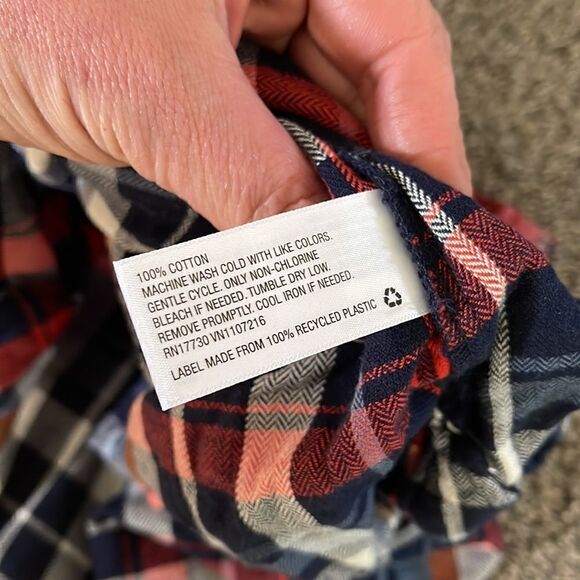 100% COTTON
MACHINE WASH COLD WITH LIKE COLORS.
GENTLE CYCLE. ONLY NON-CHLORINE
BLEACH IF NEEDED. TUMBLE DRY LOW.
REMOVE PROMPTLY. COOL IRON IF NEEDED.
RN17730 VN1107216
LABEL MADE FROM 100% RECYCLED PLASTIC